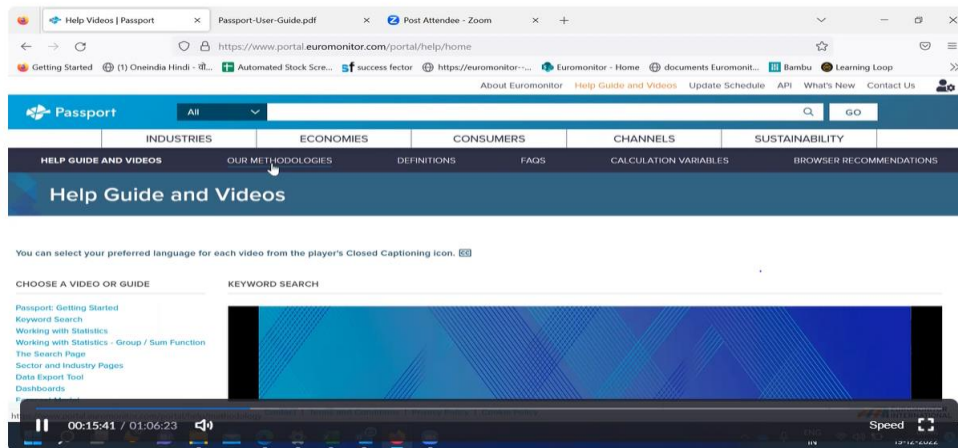 Help Videos | Passport
Passport-User-Guide.pdf
Post Attendee - Zoom
https://www.portal.euromonitor.com/portal/help/home
Getting Started
(1) Oneindia Hindi - वी...
Automated Stock Scre...
success fector
https://euromonitor--...
Euromonitor - Home
documents Euromonit...
Bambu
Learning Loop
About Euromonitor Help Guide and Videos Update Schedule API What's New Contact Us
Passport All GO
INDUSTRIES ECONOMIES CONSUMERS CHANNELS SUSTAINABILITY
HELP GUIDE AND VIDEOS OUR METHODOLOGIES DEFINITIONS FAQS CALCULATION VARIABLES BROWSER RECOMMENDATIONS
Help Guide and Videos
You can select your preferred language for each video from the player's Closed Captioning icon.
CHOOSE A VIDEO OR GUIDE
KEYWORD SEARCH
Passport: Getting Started
Keyword Search
Working with Statistics
Working with Statistics - Group / Sum Function
The Search Page
Sector and Industry Pages
Data Export Tool
Dashboards
00:15:41 / 01:06:23
Speed
ENG
IN
15-12-2022